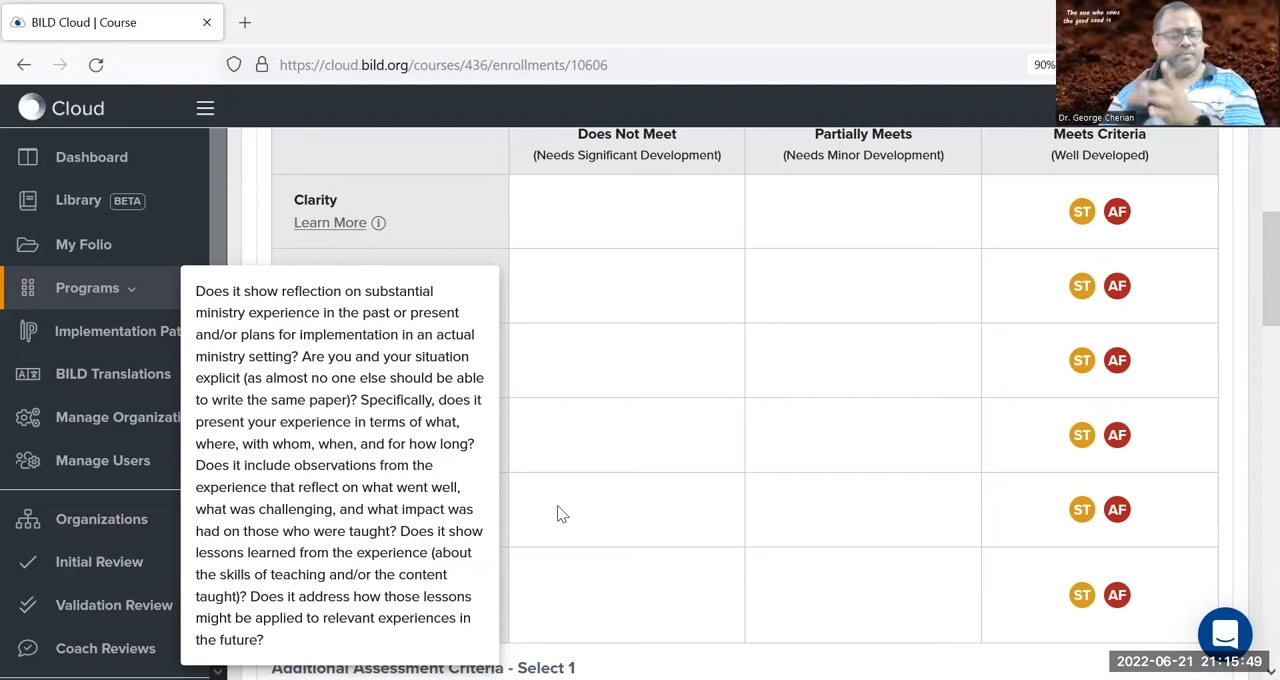 BILD Cloud | Course
https://cloud.bild.org/courses/436/enrollments/10606
90%
The one who sows
the good seed is
Dr. George Cherian
Cloud
Dashboard
Library BETA
My Folio
Programs
Implementation Pat
BILD Translations
Manage Organizati
Manage Users
Organizations
Initial Review
Validation Review
Coach Reviews
Does Not Meet
(Needs Significant Development)
Partially Meets
(Needs Minor Development)
Meets Criteria
(Well Developed)
Clarity
Learn More
ST AF
ST AF
ST AF
ST AF
ST AF
ST AF
Does it show reflection on substantial
ministry experience in the past or present
and/or plans for implementation in an actual
ministry setting? Are you and your situation
explicit (as almost no one else should be able
to write the same paper)? Specifically, does it
present your experience in terms of what,
where, with whom, when, and for how long?
Does it include observations from the
experience that reflect on what went well,
what was challenging, and what impact was
had on those who were taught? Does it show
lessons learned from the experience (about
the skills of teaching and/or the content
taught)? Does it address how those lessons
might be applied to relevant experiences in
the future?
Additional Assessment Criteria - Select 1
2022-06-21 21:15:49